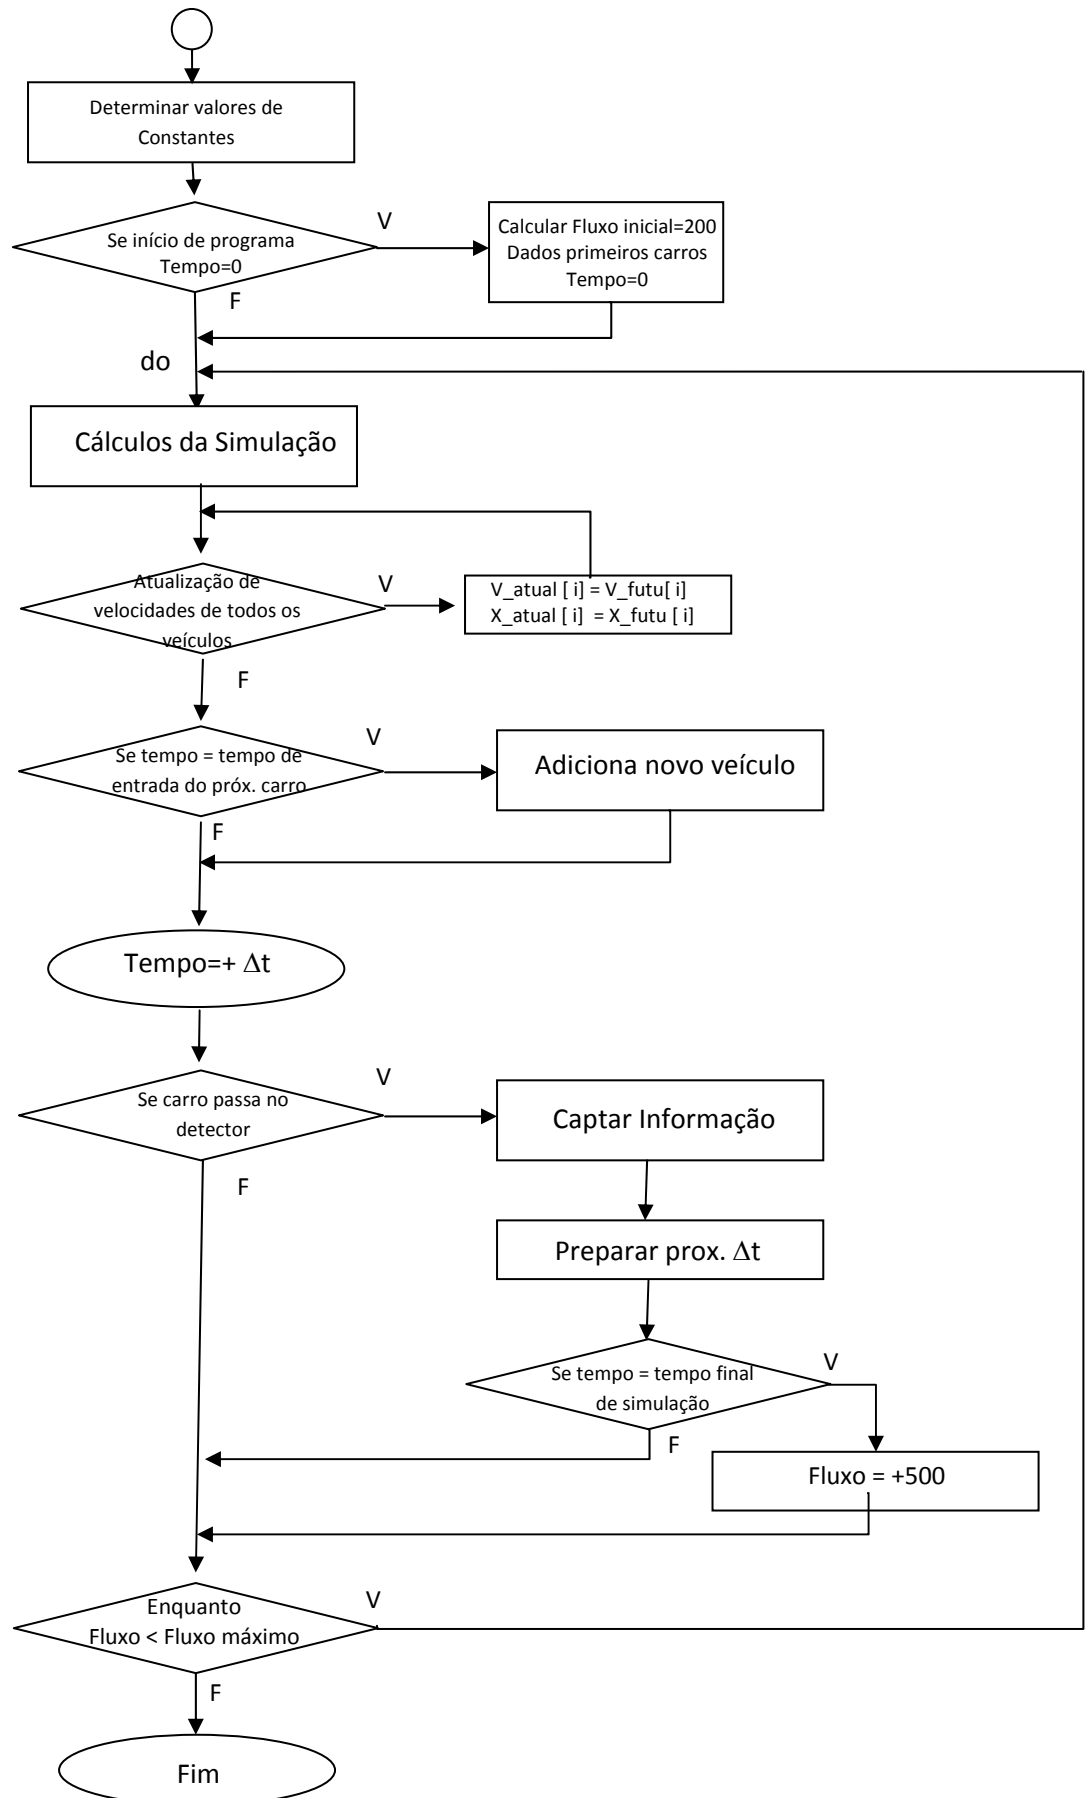 Determinar valores de
Constantes
Se início de programa
Tempo=0
V
Calcular Fluxo inicial=200
Dados primeiros carros
Tempo=0
F
do
Cálculos da Simulação
Atualização de
velocidades de todos os
veículos
V
V_atual [ i] = V_futu[ i]
X_atual [ i]  = X_futu [ i]
F
Se tempo = tempo de
entrada do próx. carro
V
Adiciona novo veículo
F
Tempo=+ Δt
Se carro passa no
detector
V
Captar Informação
F
Preparar prox. Δt
Se tempo = tempo final
de simulação
V
F
Fluxo = +500
Enquanto
Fluxo < Fluxo máximo
V
F
Fim